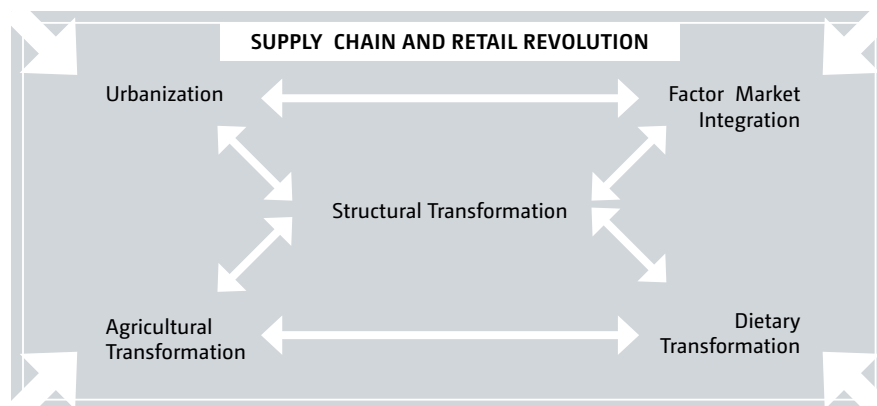 SUPPLY CHAIN AND RETAIL REVOLUTION
Urbanization
Factor Market
Integration
Structural Transformation
Agricultural
Transformation
Dietary
Transformation